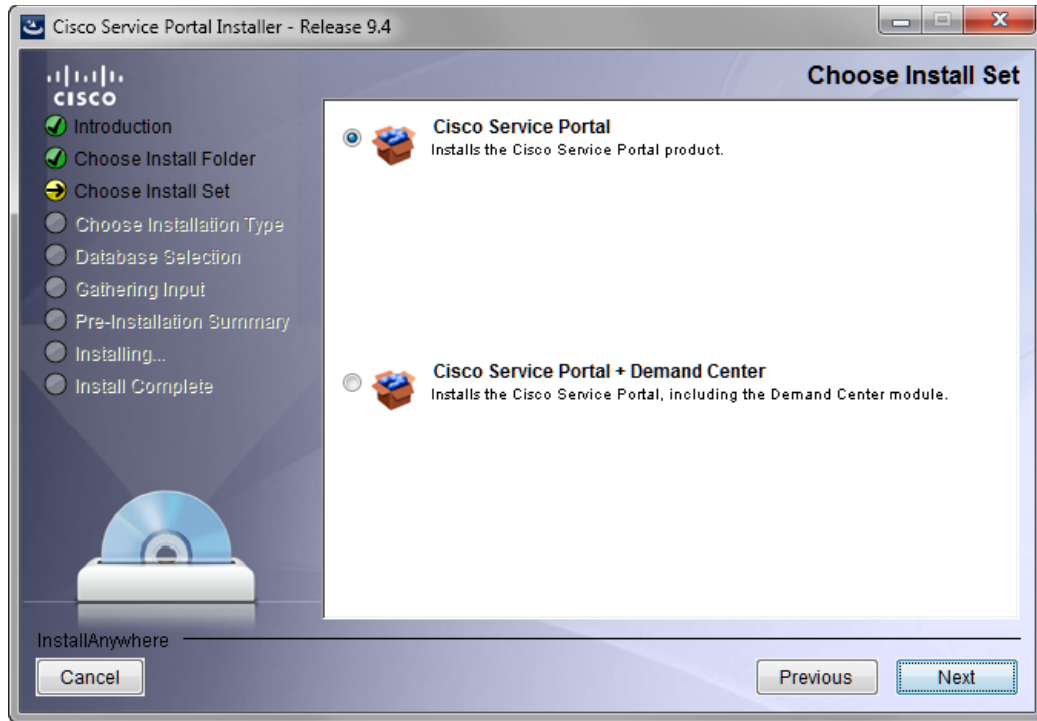 Cisco Service Portal Installer - Release 9.4
CISCO
Choose Install Set
Introduction
Choose Install Folder
Choose Install Set
Choose Installation Type
Database Selection
Gathering Input
Pre-Installation Summary
Installing...
Install Complete
Cisco Service Portal
Installs the Cisco Service Portal product.
Cisco Service Portal + Demand Center
Installs the Cisco Service Portal, including the Demand Center module.
InstallAnywhere
Cancel
Previous
Next